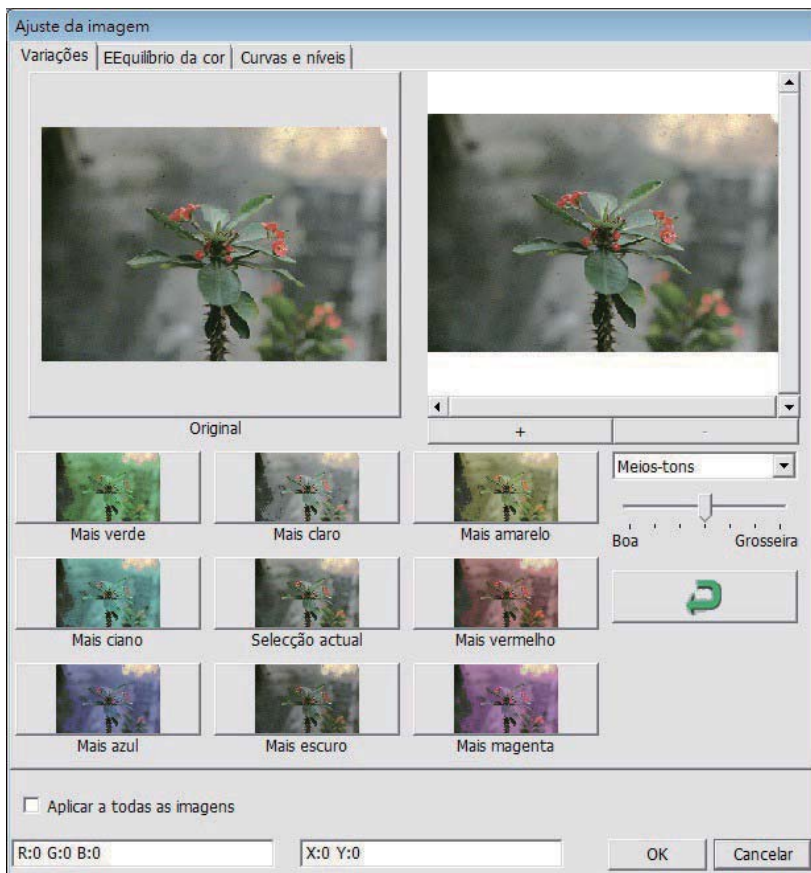 Ajuste da imagem
Variações EEquilíbrio da cor Curvas e níveis
Original
+ -
Meios-tons
Boa Grosseira
Mais verde Mais claro Mais amarelo
Mais ciano Selecção actual Mais vermelho
Mais azul Mais escuro Mais magenta
Aplicar a todas as imagens
R:0 G:0 B:0 X:0 Y:0 OK Cancelar